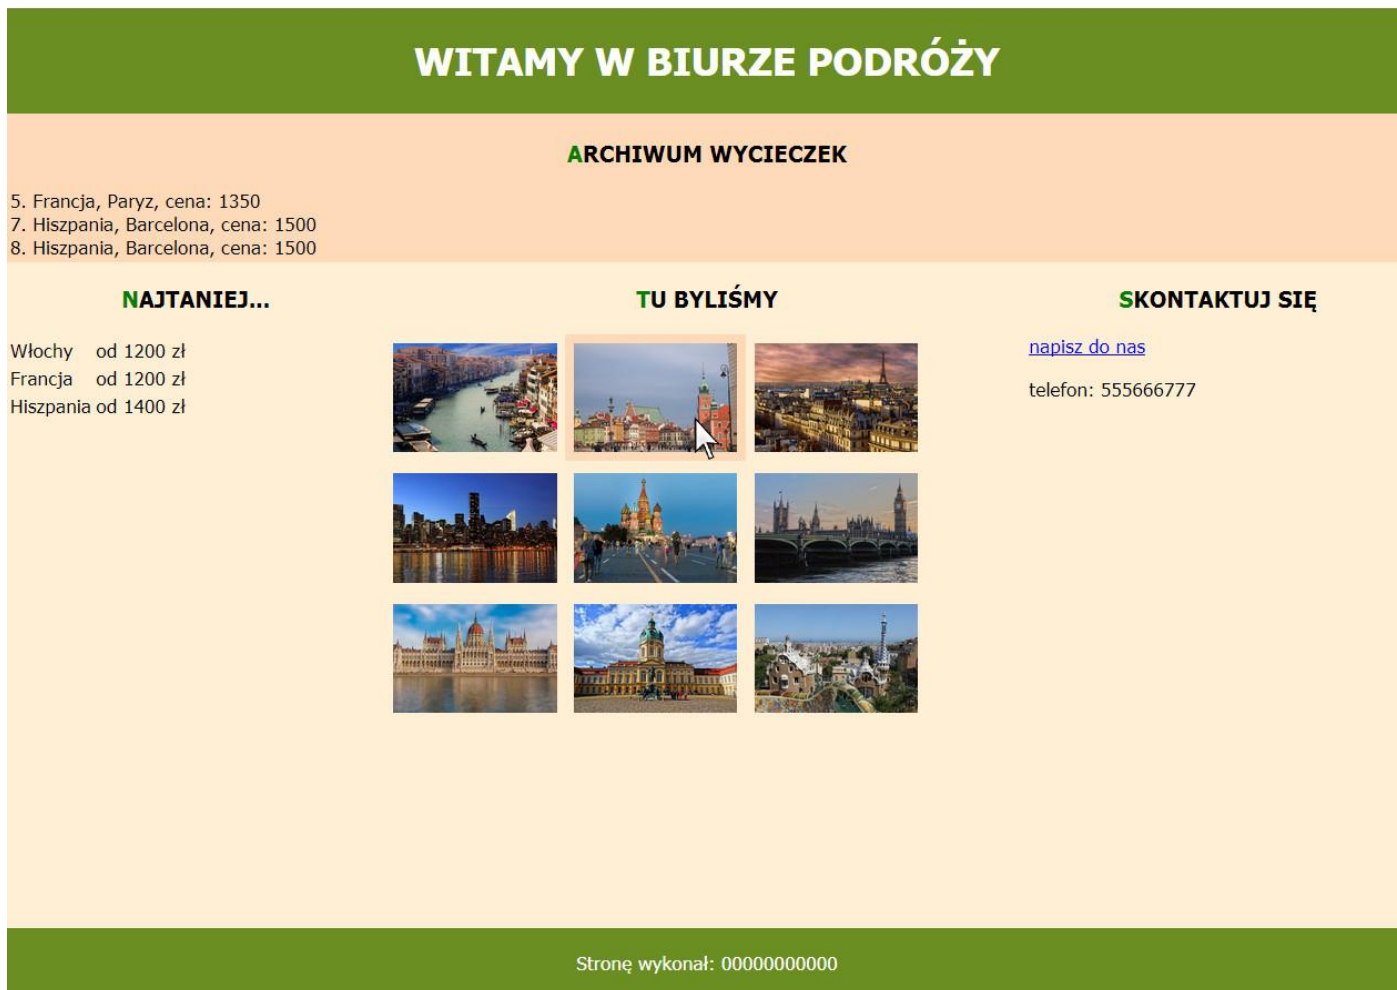 WITAMY W BIURZE PODRÓŻY
ARCHIWUM WYCIECZEK
5. Francja, Paryz, cena: 1350
7. Hiszpania, Barcelona, cena: 1500
8. Hiszpania, Barcelona, cena: 1500
NAJTANIEJ...
Włochy od 1200 zł
Francja od 1200 zł
Hiszpania od 1400 zł
TU BYLIŚMY
SKONTAKTUJ SIĘ
napisz do nas
telefon: 555666777
Stronę wykonał: 00000000000